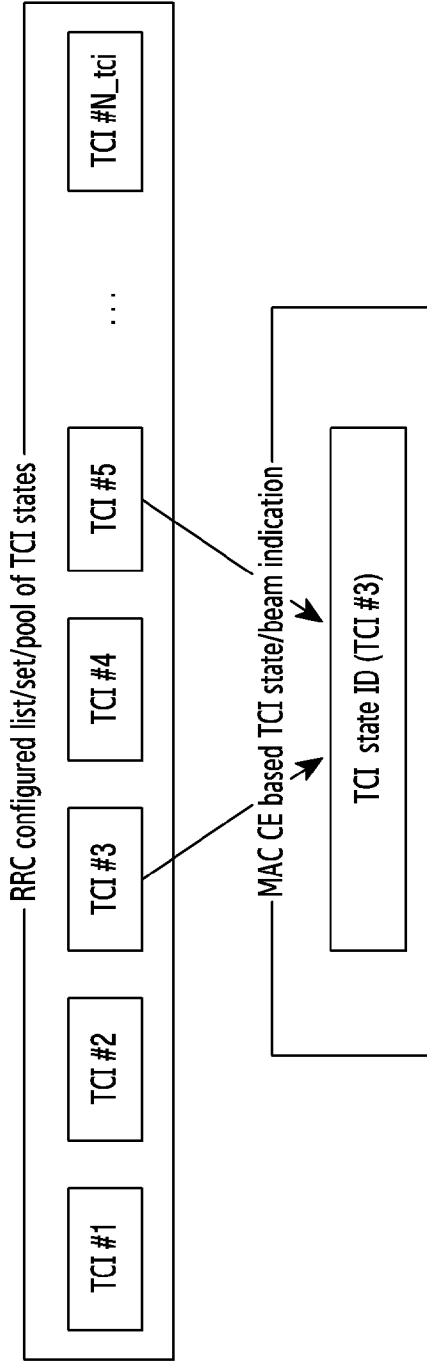 RRC configured list/set/pool of TCI states
TCI #1
TCI #2
TCI #3
TCI #4
TCI #5
. . .
TCI #N_tci
MAC CE based TCI state/beam indication
TCI state ID (TCI #3)